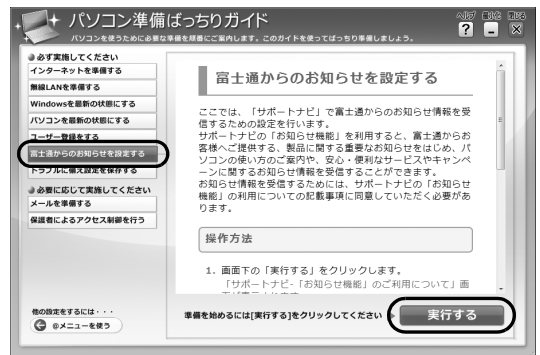 パソコン準備ばっちりガイド
パソコンを使うために必要な準備を順番にご案内します。このガイドを使ってばっちり準備しましょう。
ヘルプ 最小化 閉じる
? - ×
必ず実施してください
インターネットを準備する
無線LANを準備する
Windowsを最新の状態にする
パソコンを最新の状態にする
ユーザー登録をする
富士通からのお知らせを設定する
トラブルに備え設定を保存する
必要に応じて実施してください
メールを準備する
保護者によるアクセス制御を行う
他の設定をするには・・・
@メニューを使う
富士通からのお知らせを設定する
ここでは、「サポートナビ」で富士通からのお知らせ情報を受
信するための設定を行います。
サポートナビの「お知らせ機能」を利用すると、富士通からお
客様へご提供する、製品に関する重要なお知らせをはじめ、パ
ソコンの使い方のご案内や、安心・便利なサービスやキャンペ
ーンに関するお知らせ情報を受信することができます。
お知らせ情報を受信するためには、サポートナビの「お知らせ
機能」の利用についての記載事項に同意していただく必要があ
ります。
操作方法
1. 画面下の「実行する」をクリックします。
「サポートナビ-「お知らせ機能」のご利用について」画
準備を始めるには[実行する]をクリックしてください
実行する